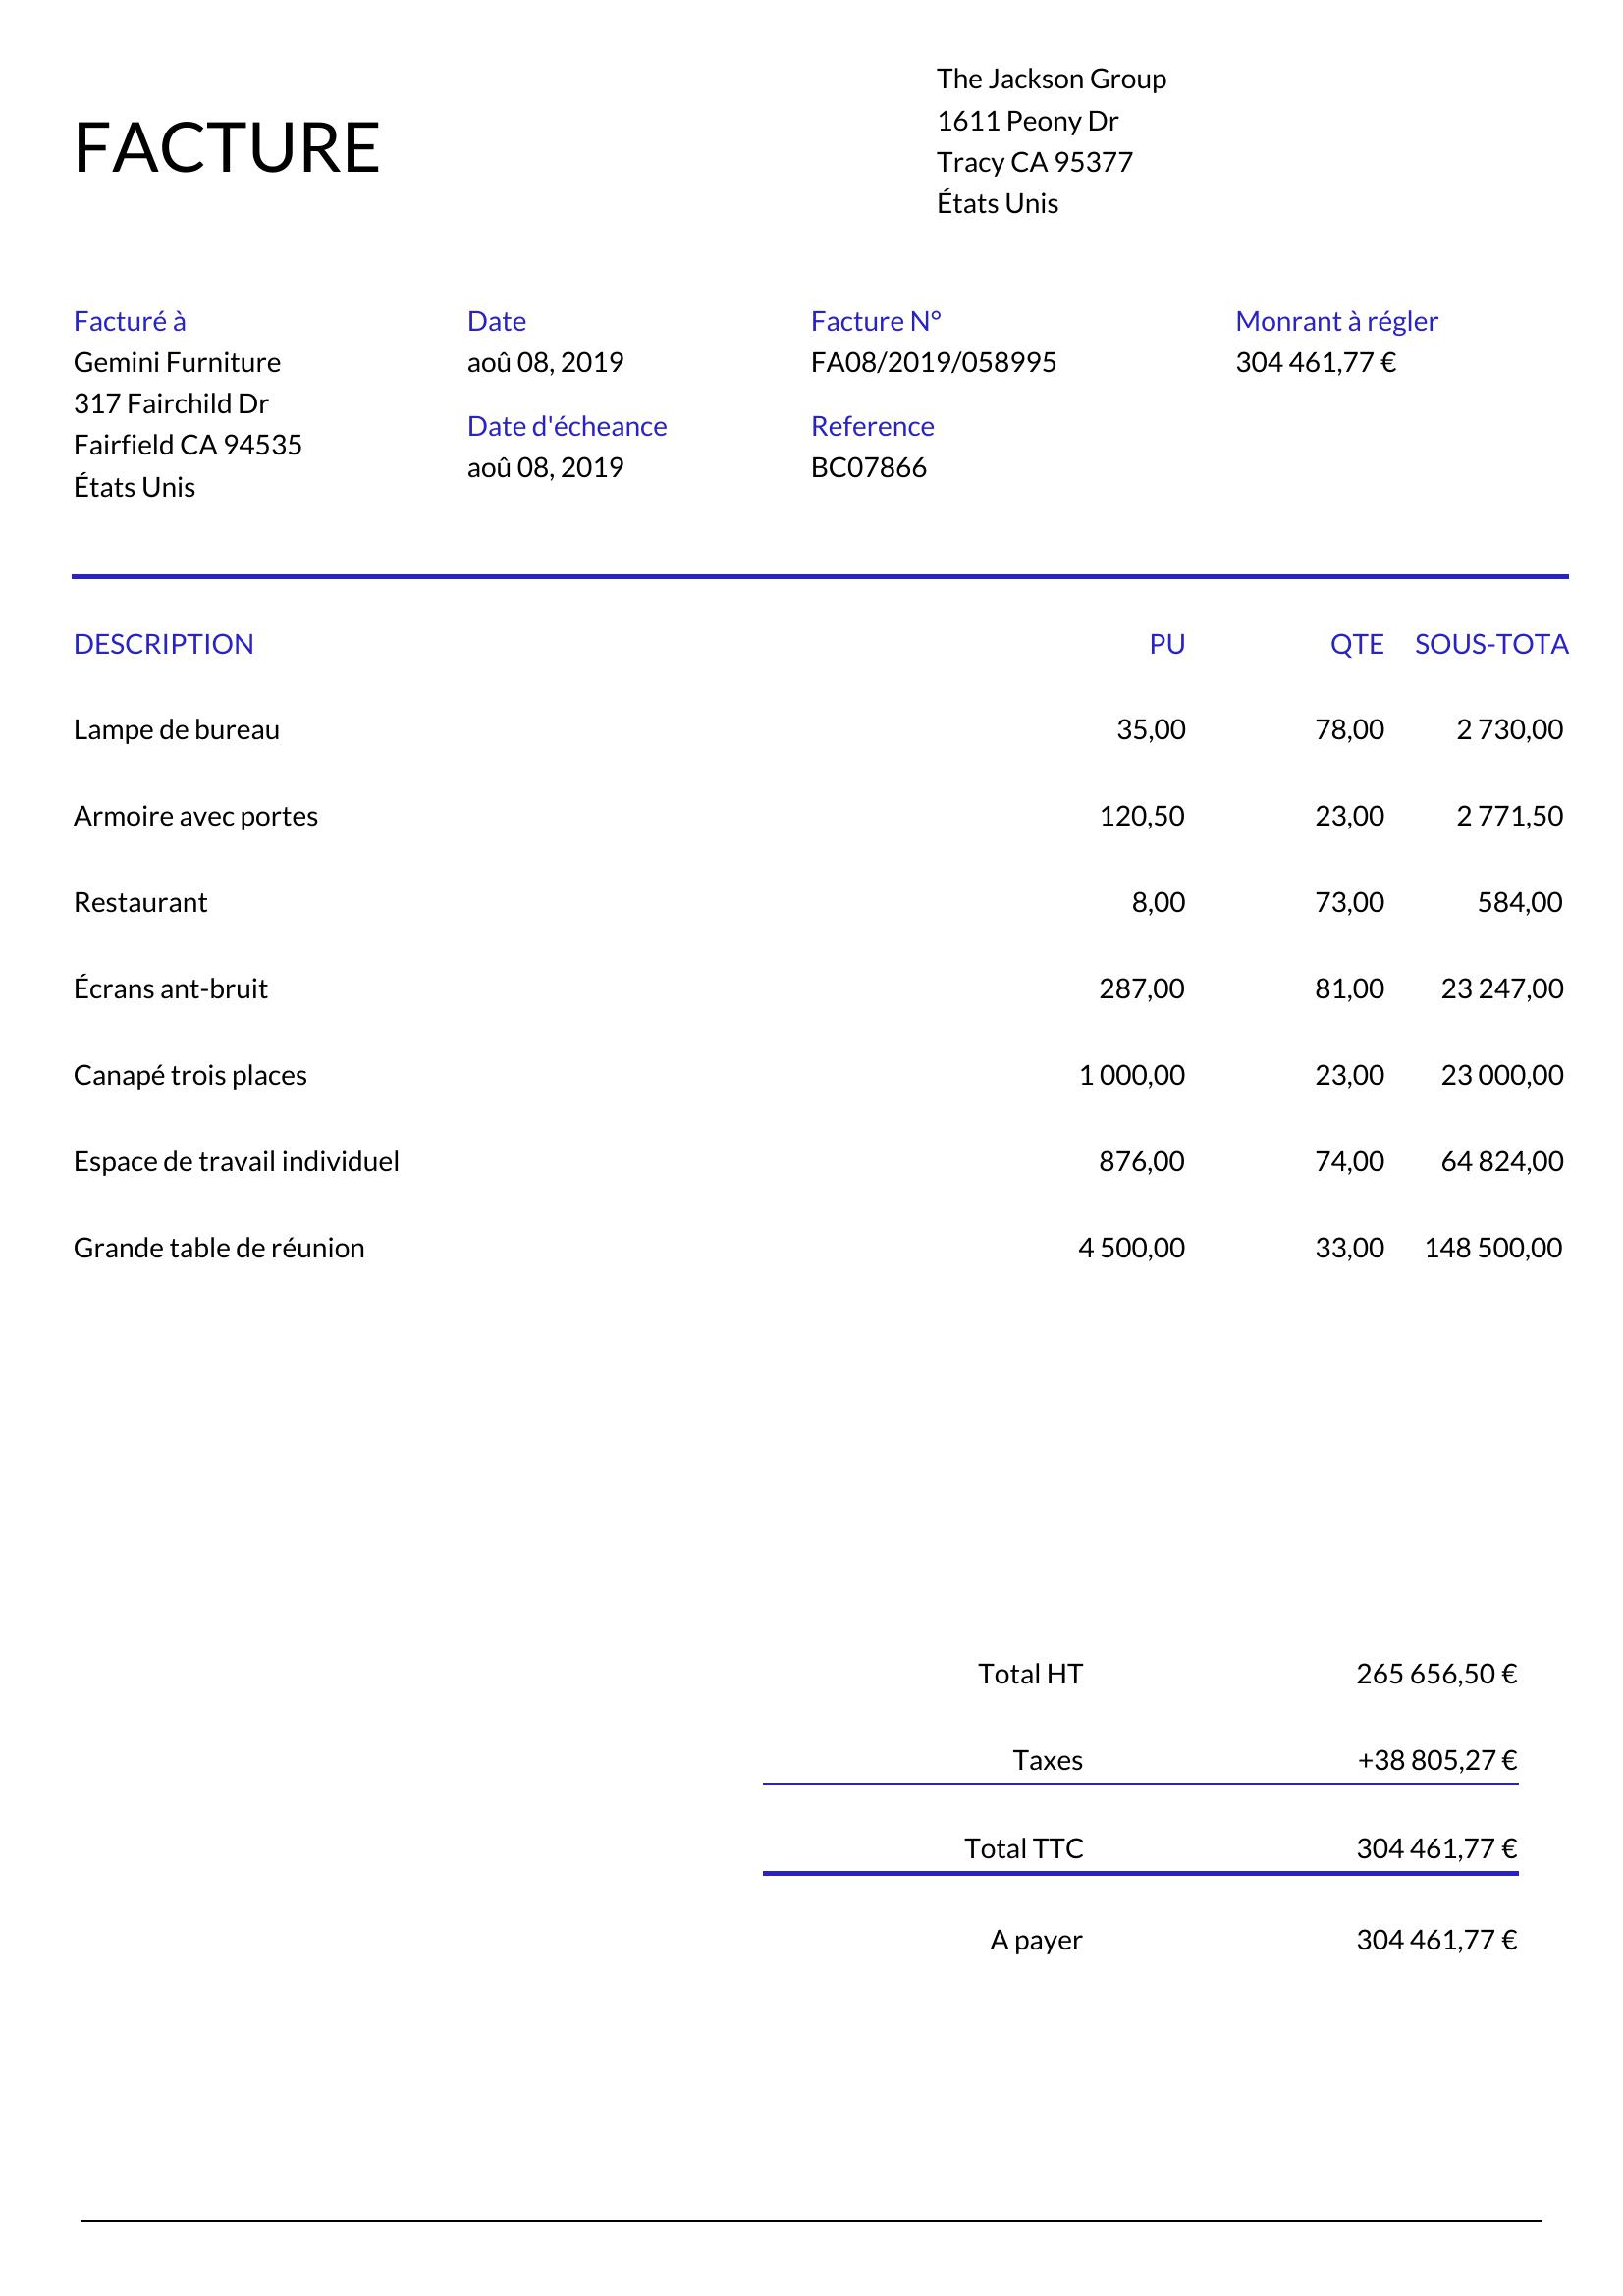 The Jackson Group
1611 Peony Dr
Tracy CA 95377
États Unis
FACTURE
Facturé à
Gemini Furniture
317 Fairchild Dr
Fairfield CA 94535
États Unis
Date
aoû 08, 2019
Date d'écheance
aoû 08, 2019
Facture N°
FA08/2019/058995
Reference
BC07866
Monrant à régler
304 461,77 €
DESCRIPTION PU QTE SOUS-TOTA
Lampe de bureau 35,00 78,00 2 730,00
Armoire avec portes 120,50 23,00 2 771,50
Restaurant 8,00 73,00 584,00
Écrans ant-bruit 287,00 81,00 23 247,00
Canapé trois places 1 000,00 23,00 23 000,00
Espace de travail individuel 876,00 74,00 64 824,00
Grande table de réunion 4 500,00 33,00 148 500,00
Total HT 265 656,50 €
Taxes +38 805,27 €
Total TTC 304 461,77 €
A payer 304 461,77 €